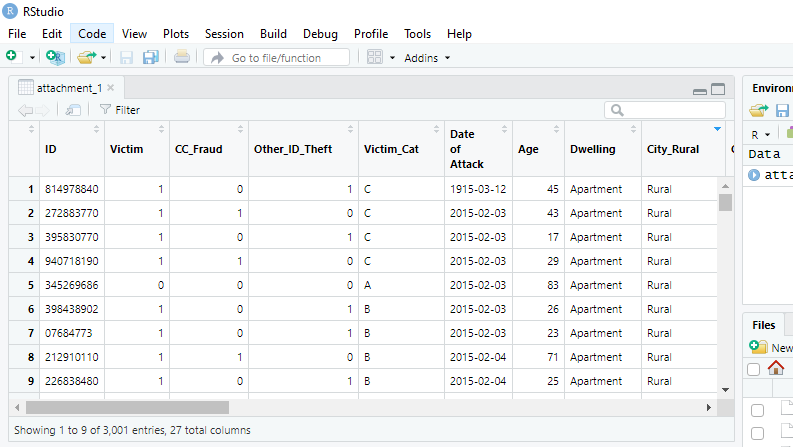 RStudio
File Edit Code View Plots Session Build Debug Profile Tools Help
Go to file/function Addins
attachment_1 Environ
Filter
R
ID Victim CC_Fraud Other_ID_Theft Victim_Cat Date of Attack Age Dwelling City_Rural
Data
1 814978840 1 0 1 C 1915-03-12 45 Apartment Rural
atta
2 272883770 1 1 0 C 2015-02-03 43 Apartment Rural
3 395830770 1 0 1 C 2015-02-03 17 Apartment Rural
4 940718190 1 1 0 C 2015-02-03 29 Apartment Rural
5 345269686 0 0 0 A 2015-02-03 83 Apartment Rural
6 398438902 1 0 1 B 2015-02-03 26 Apartment Rural
7 07684773 1 0 1 B 2015-02-03 23 Apartment Rural
Files
8 212910110 1 1 0 B 2015-02-04 71 Apartment Rural
New
9 226838480 1 0 1 B 2015-02-04 25 Apartment Rural
Showing 1 to 9 of 3,001 entries, 27 total columns